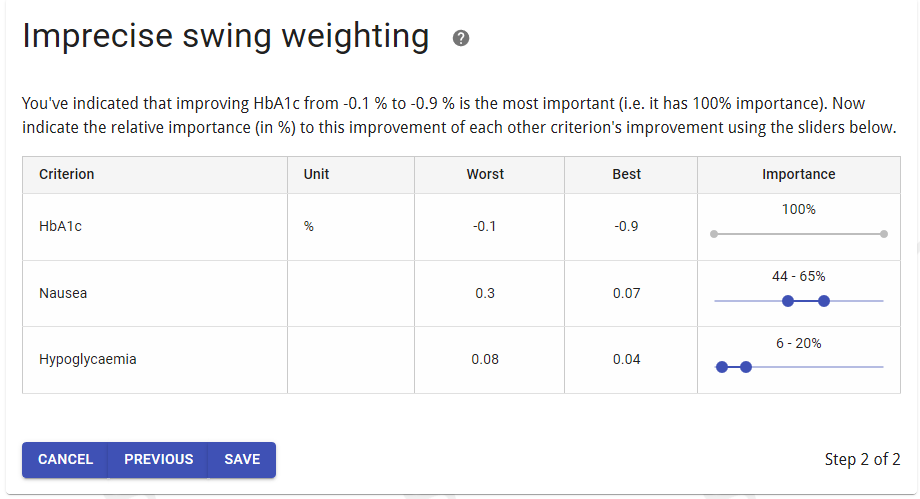 Imprecise swing weighting ?
You've indicated that improving HbA1c from -0.1 % to -0.9 % is the most important (i.e. it has 100% importance). Now
indicate the relative importance (in %) to this improvement of each other criterion's improvement using the sliders below.
Criterion Unit Worst Best Importance
HbA1c % -0.1 -0.9 100%
Nausea 0.3 0.07 44 - 65%
Hypoglycaemia 0.08 0.04 6 - 20%
CANCEL PREVIOUS SAVE Step 2 of 2